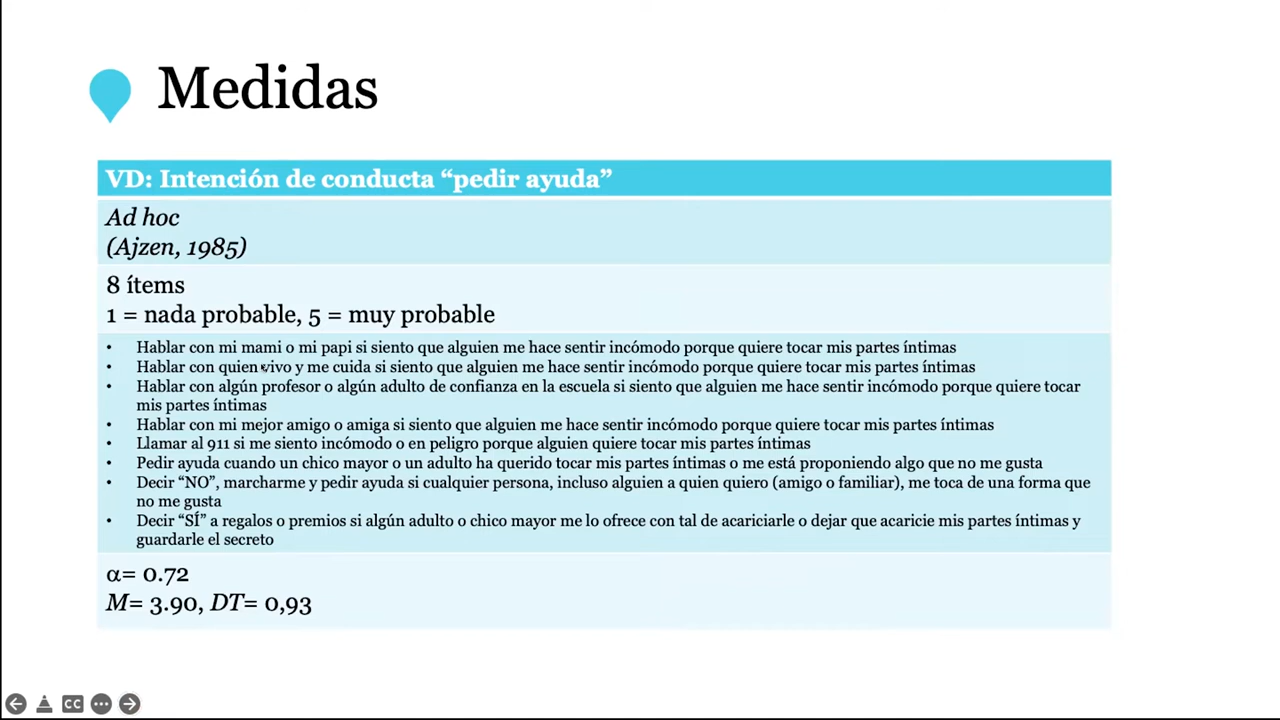 Medidas
VD: Intención de conducta “pedir ayuda”
Ad hoc
(Ajzen, 1985)
8 ítems
1 = nada probable, 5 = muy probable
• Hablar con mi mami o mi papi si siento que alguien me hace sentir incómodo porque quiere tocar mis partes íntimas
• Hablar con quien vivo y me cuida si siento que alguien me hace sentir incómodo porque quiere tocar mis partes íntimas
• Hablar con algún profesor o algún adulto de confianza en la escuela si siento que alguien me hace sentir incómodo porque quiere tocar
mis partes íntimas
• Hablar con mi mejor amigo o amiga si siento que alguien me hace sentir incómodo porque quiere tocar mis partes íntimas
• Llamar al 911 si me siento incómodo o en peligro porque alguien quiere tocar mis partes íntimas
• Pedir ayuda cuando un chico mayor o un adulto ha querido tocar mis partes íntimas o me está proponiendo algo que no me gusta
• Decir “NO”, marcharme y pedir ayuda si cualquier persona, incluso alguien a quien quiero (amigo o familiar), me toca de una forma que
no me gusta
• Decir “SÍ” a regalos o premios si algún adulto o chico mayor me lo ofrece con tal de acariciarle o dejar que acaricie mis partes íntimas y
guardarle el secreto
α= 0.72
M= 3.90, DT= 0,93
CC